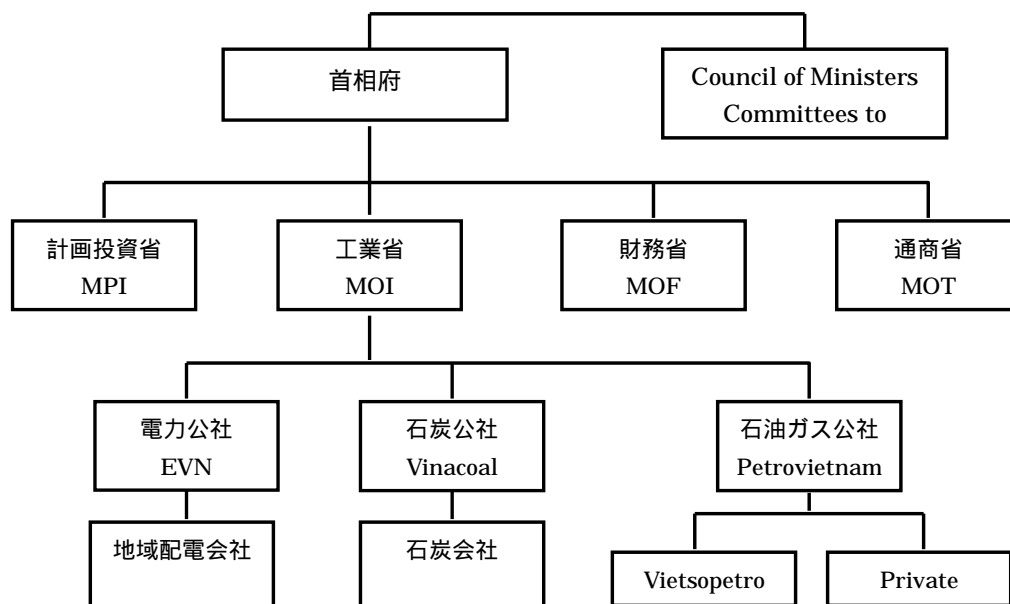 首相府
Council of Ministers
Committees to
計画投資省
MPI
工業省
MOI
財務省
MOF
通商省
MOT
電力公社
EVN
石炭公社
Vinacoal
石油ガス公社
Petrovietnam
地域配電会社
石炭会社
Vietsopetro
Private